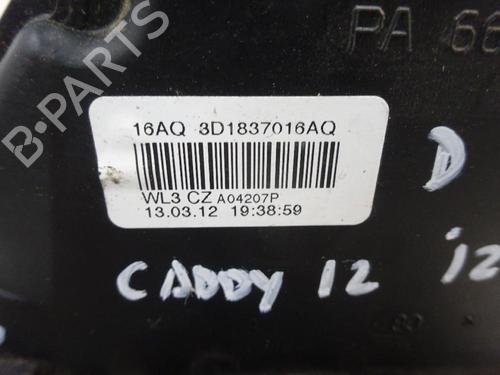 PA 66
16AQ 3D1837016AQ
WL3 CZ A04207P
13.03.12 19:38:59
D
CADDY 12 12
B-PARTS